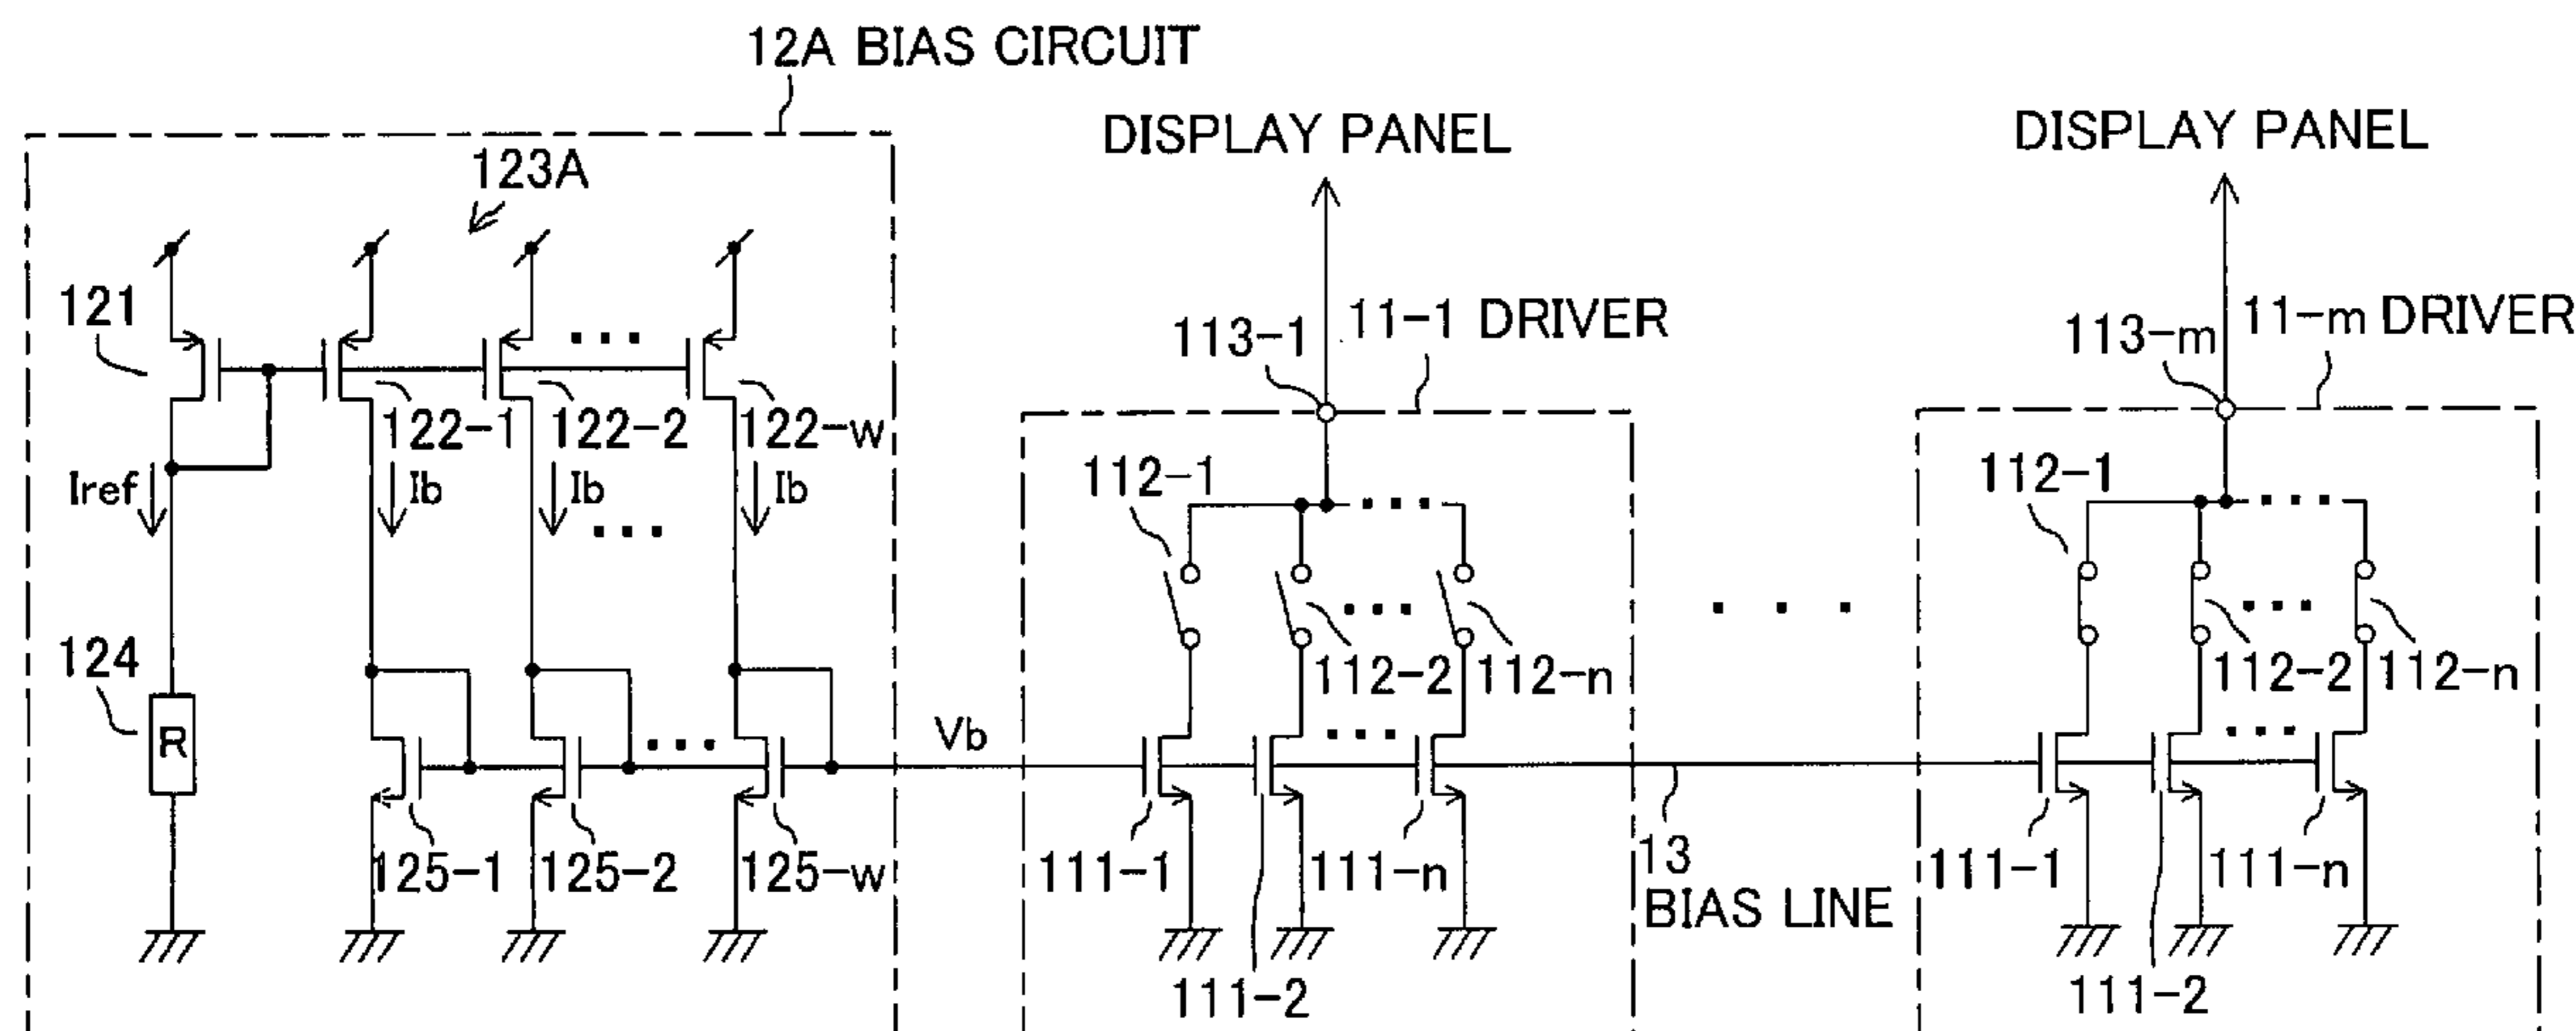 12A BIAS CIRCUIT
DISPLAY PANEL
DISPLAY PANEL
123A
121
113-1
11-1 DRIVER
113-m
11-m DRIVER
122-1
122-2
122-w
Iref
Ib
Ib
Ib
112-1
112-1
124
R
112-2
112-n
112-2
112-n
Vb
125-1
125-2
125-w
111-1
111-n
13
BIAS LINE
111-1
111-n
111-2
111-2